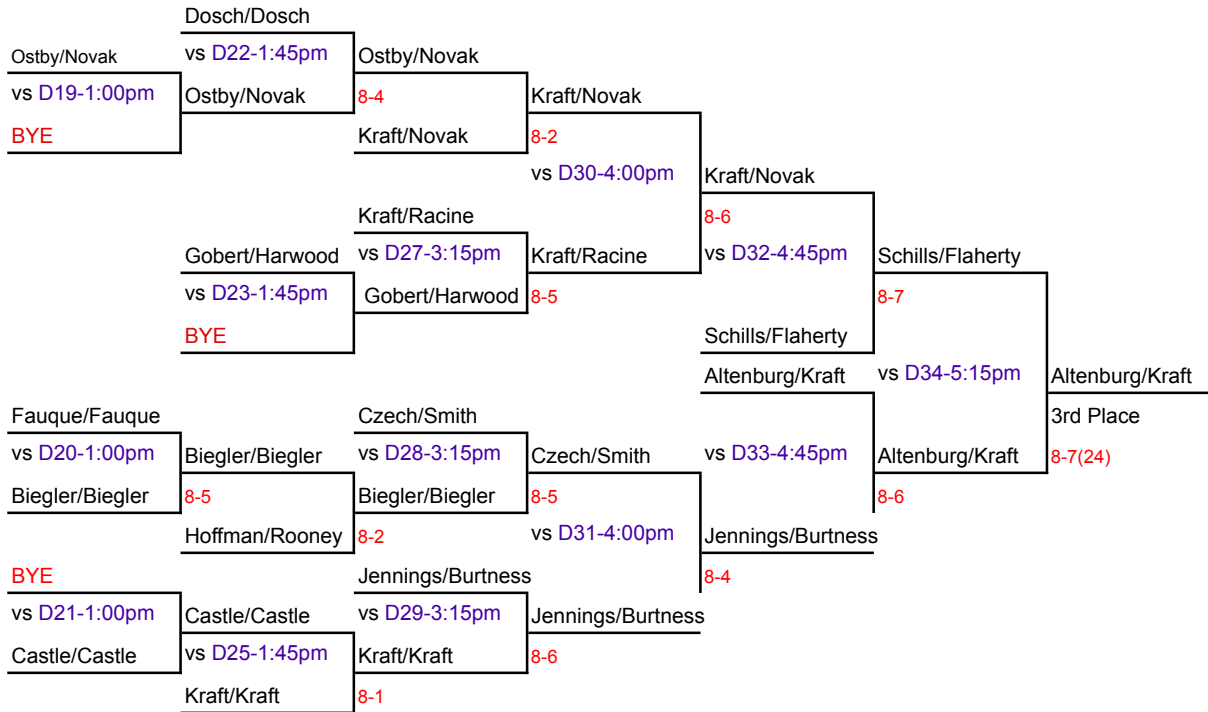 Dosch/Dosch
Ostby/Novak
vs D22-1:45pm
Ostby/Novak
vs D19-1:00pm
Ostby/Novak
8-4
Kraft/Novak
BYE
Kraft/Novak
8-2
vs D30-4:00pm
Kraft/Novak
Kraft/Racine
8-6
Gobert/Harwood
vs D27-3:15pm
Kraft/Racine
vs D32-4:45pm
Schills/Flaherty
vs D23-1:45pm
Gobert/Harwood
8-5
8-7
BYE
Schills/Flaherty
Altenburg/Kraft
vs D34-5:15pm
Altenburg/Kraft
Fauque/Fauque
Czech/Smith
3rd Place
vs D20-1:00pm
Biegler/Biegler
vs D28-3:15pm
Czech/Smith
vs D33-4:45pm
Altenburg/Kraft
8-7(24)
Biegler/Biegler
8-5
Biegler/Biegler
8-5
8-6
Hoffman/Rooney
8-2
vs D31-4:00pm
Jennings/Burtness
BYE
Jennings/Burtness
8-4
vs D21-1:00pm
Castle/Castle
vs D29-3:15pm
Jennings/Burtness
Castle/Castle
vs D25-1:45pm
Kraft/Kraft
8-6
Kraft/Kraft
8-1